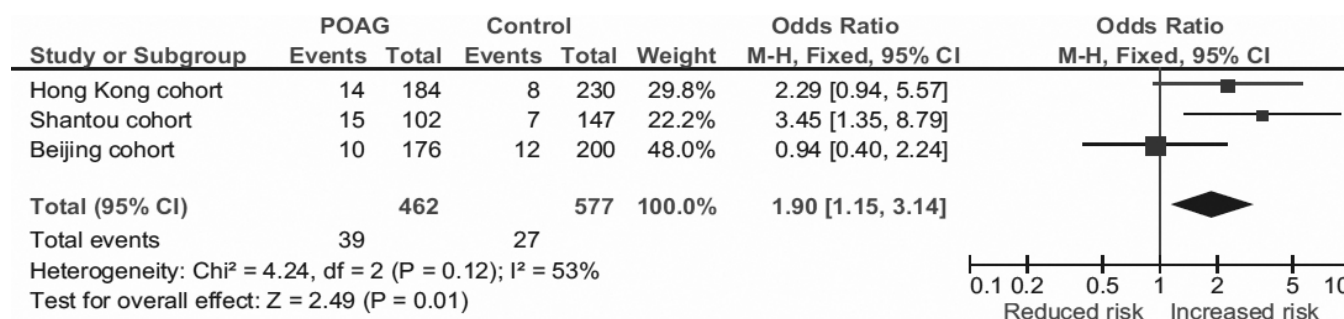 POAG Control Odds Ratio Odds Ratio
Study or Subgroup Events Total Events Total Weight M-H, Fixed, 95% CI M-H, Fixed, 95% CI
Hong Kong cohort 14 184 8 230 29.8% 2.29 [0.94, 5.57]
Shantou cohort 15 102 7 147 22.2% 3.45 [1.35, 8.79]
Beijing cohort 10 176 12 200 48.0% 0.94 [0.40, 2.24]
Total (95% CI) 462 577 100.0% 1.90 [1.15, 3.14]
Total events 39 27
Heterogeneity: Chi² = 4.24, df = 2 (P = 0.12); I² = 53%
Test for overall effect: Z = 2.49 (P = 0.01)
0.1 0.2 0.5 1 2 5 10
Reduced risk Increased risk